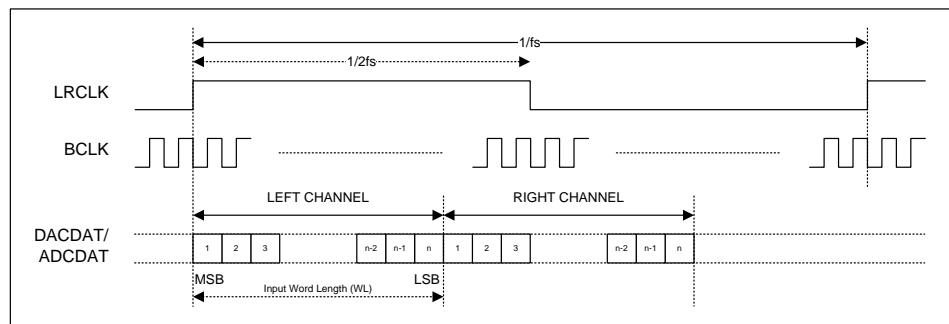 1/fs
1/2fs
LRCLK
BCLK
LEFT CHANNEL RIGHT CHANNEL
DACDAT/
ADCDAT
1 2 3 n-2 n-1 n 1 2 3 n-2 n-1 n
MSB LSB
Input Word Length (WL)